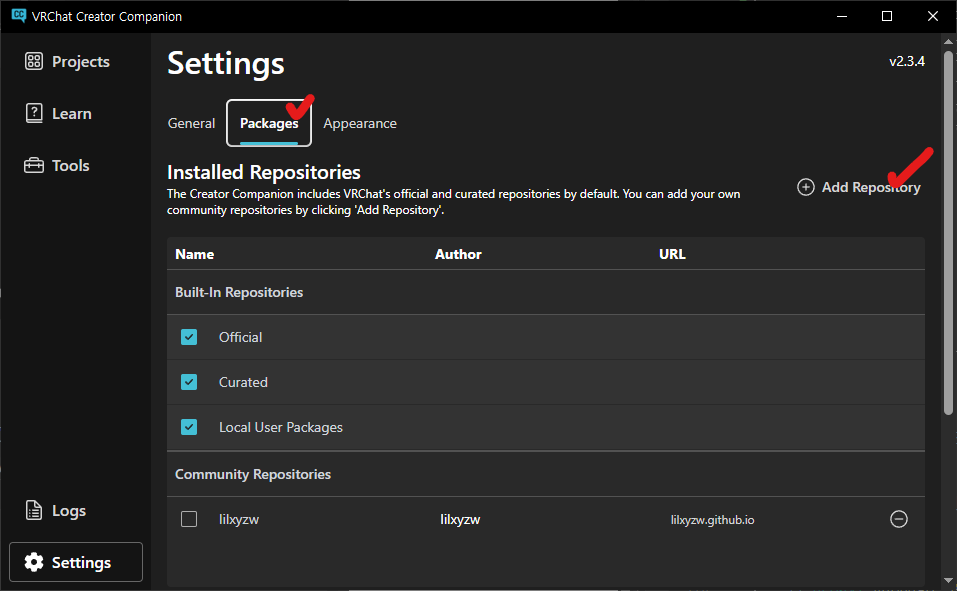 VRChat Creator Companion
Projects
Learn
Tools
Logs
Settings
Settings
v2.3.4
General
Packages
Appearance
Installed Repositories
The Creator Companion includes VRChat's official and curated repositories by default. You can add your own
community repositories by clicking 'Add Repository'.
Add Repository
Name Author URL
Built-In Repositories
Official
Curated
Local User Packages
Community Repositories
lilxyzw lilxyzw lilxyzw.github.io